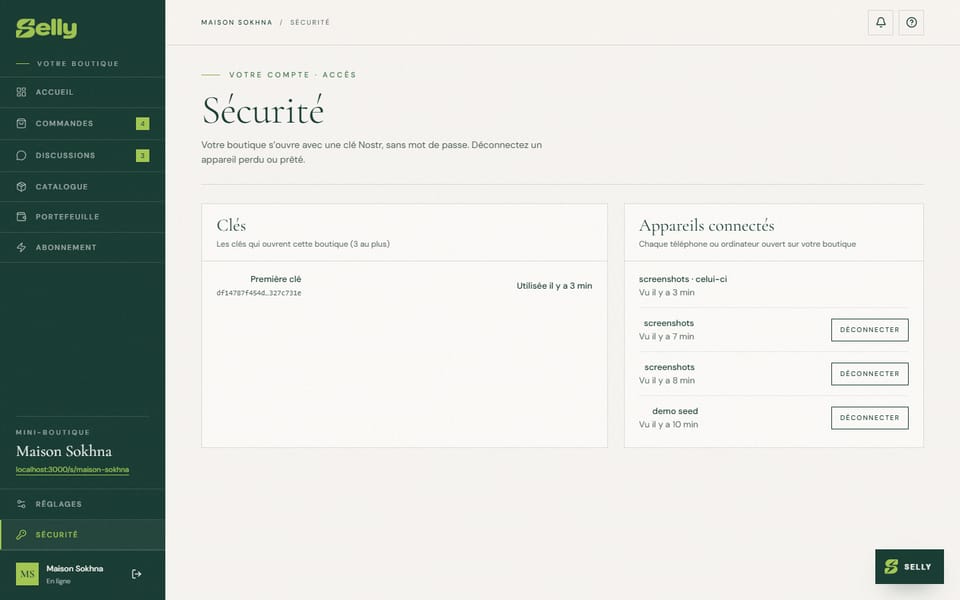 Selly
VOTRE BOUTIQUE
ACCUEIL
COMMANDES 4
DISCUSSIONS 3
CATALOGUE
PORTEFEUILLE
ABONNEMENT
MINI-BOUTIQUE
Maison Sokhna
localhost:3000/s/maison-sokhna
RÉGLAGES
SÉCURITÉ
MS
Maison Sokhna
En ligne
MAISON SOKHNA / SÉCURITÉ
VOTRE COMPTE · ACCÈS
Sécurité
Votre boutique s'ouvre avec une clé Nostr, sans mot de passe. Déconnectez un
appareil perdu ou prêté.
Clés
Les clés qui ouvrent cette boutique (3 au plus)
Première clé
df14787f454d…327c731e
Utilisée il y a 3 min
Appareils connectés
Chaque téléphone ou ordinateur ouvert sur votre boutique
screenshots · celui-ci
Vu il y a 3 min
screenshots
Vu il y a 7 min
DÉCONNECTER
screenshots
Vu il y a 8 min
DÉCONNECTER
demo seed
Vu il y a 10 min
DÉCONNECTER
SELLY